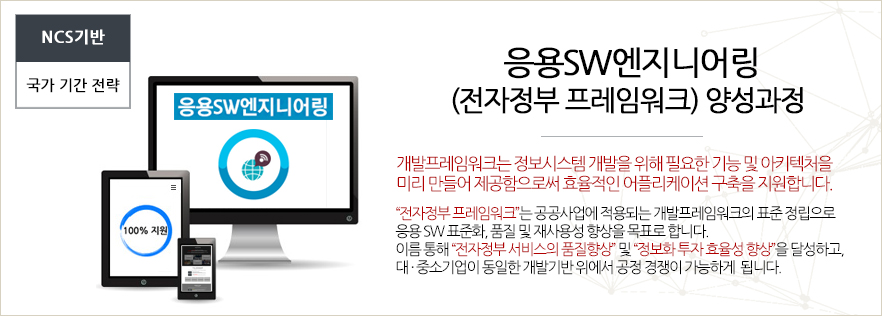 NCS기반
국가 기간 전략
응용SW엔지니어링
100% 지원
응용SW엔지니어링
(전자정부 프레임워크) 양성과정
개발프레임워크는 정보시스템 개발을 위해 필요한 기능 및 아키텍처을
미리 만들어 제공함으로써 효율적인 어플리케이션 구축을 지원합니다.
“전자정부 프레임워크”는 공공사업에 적용되는 개발프레임워크의 표준 정립으로
응용 SW 표준화, 품질 및 재사용성 향상을 목표로 합니다.
이름 통해 “전자정부 서비스의 품질향상” 및 “정보화 투자 효율성 향상”을 달성하고,
대·중소기업이 동일한 개발기반 위에서 공정 경쟁이 가능하게 됩니다.